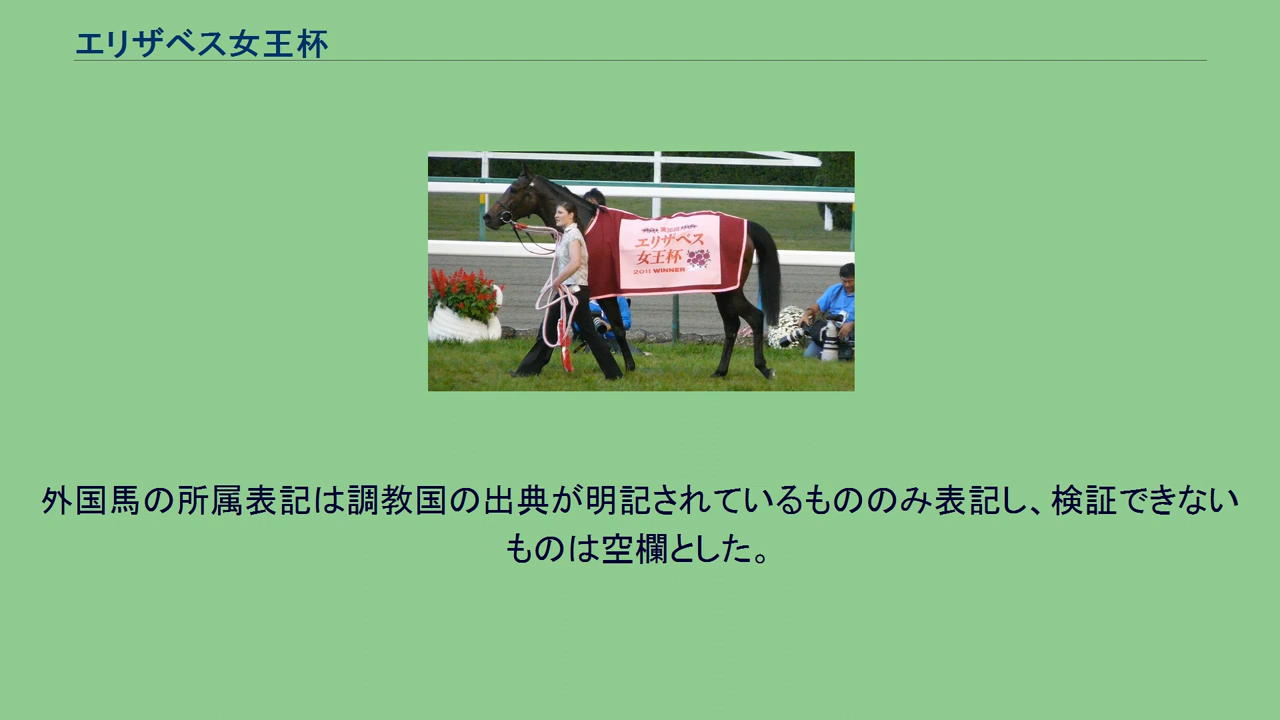 エリザベス女王杯
エリザベス
女王杯
2011 WINNER
外国馬の所属表記は調教国の出典が明記されているもののみ表記し、検証できない
ものは空欄とした。